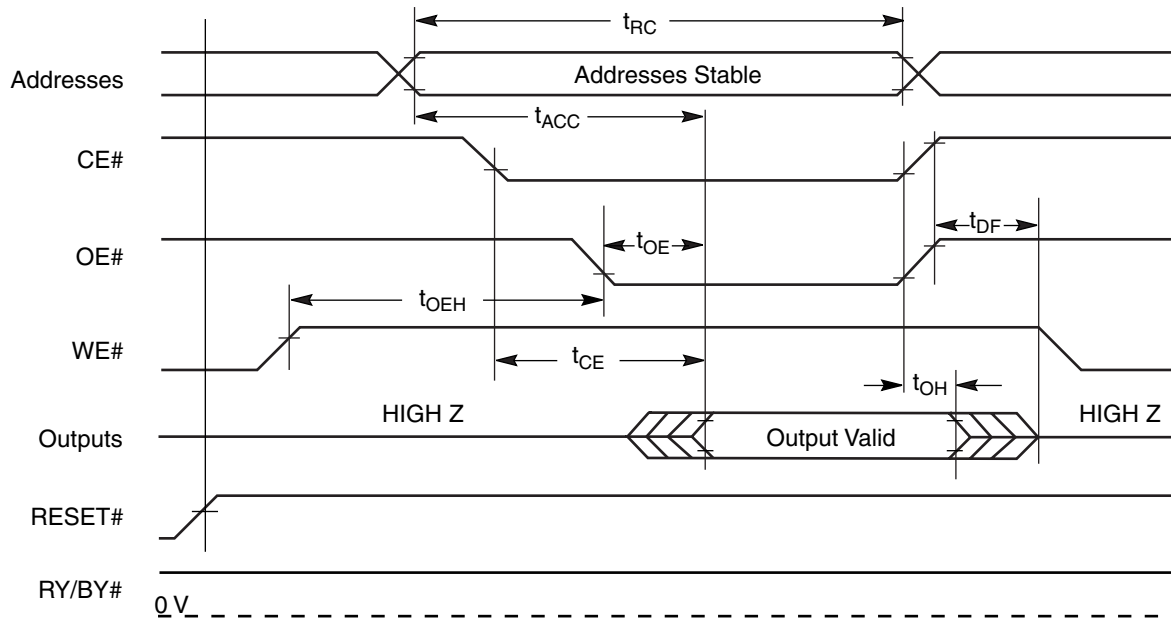 tRC
Addresses
Addresses Stable
tACC
CE#
tDF
OE#
tOE
tOEH
WE#
tCE
tOH
HIGH Z
HIGH Z
Outputs
Output Valid
RESET#
RY/BY#
0 V